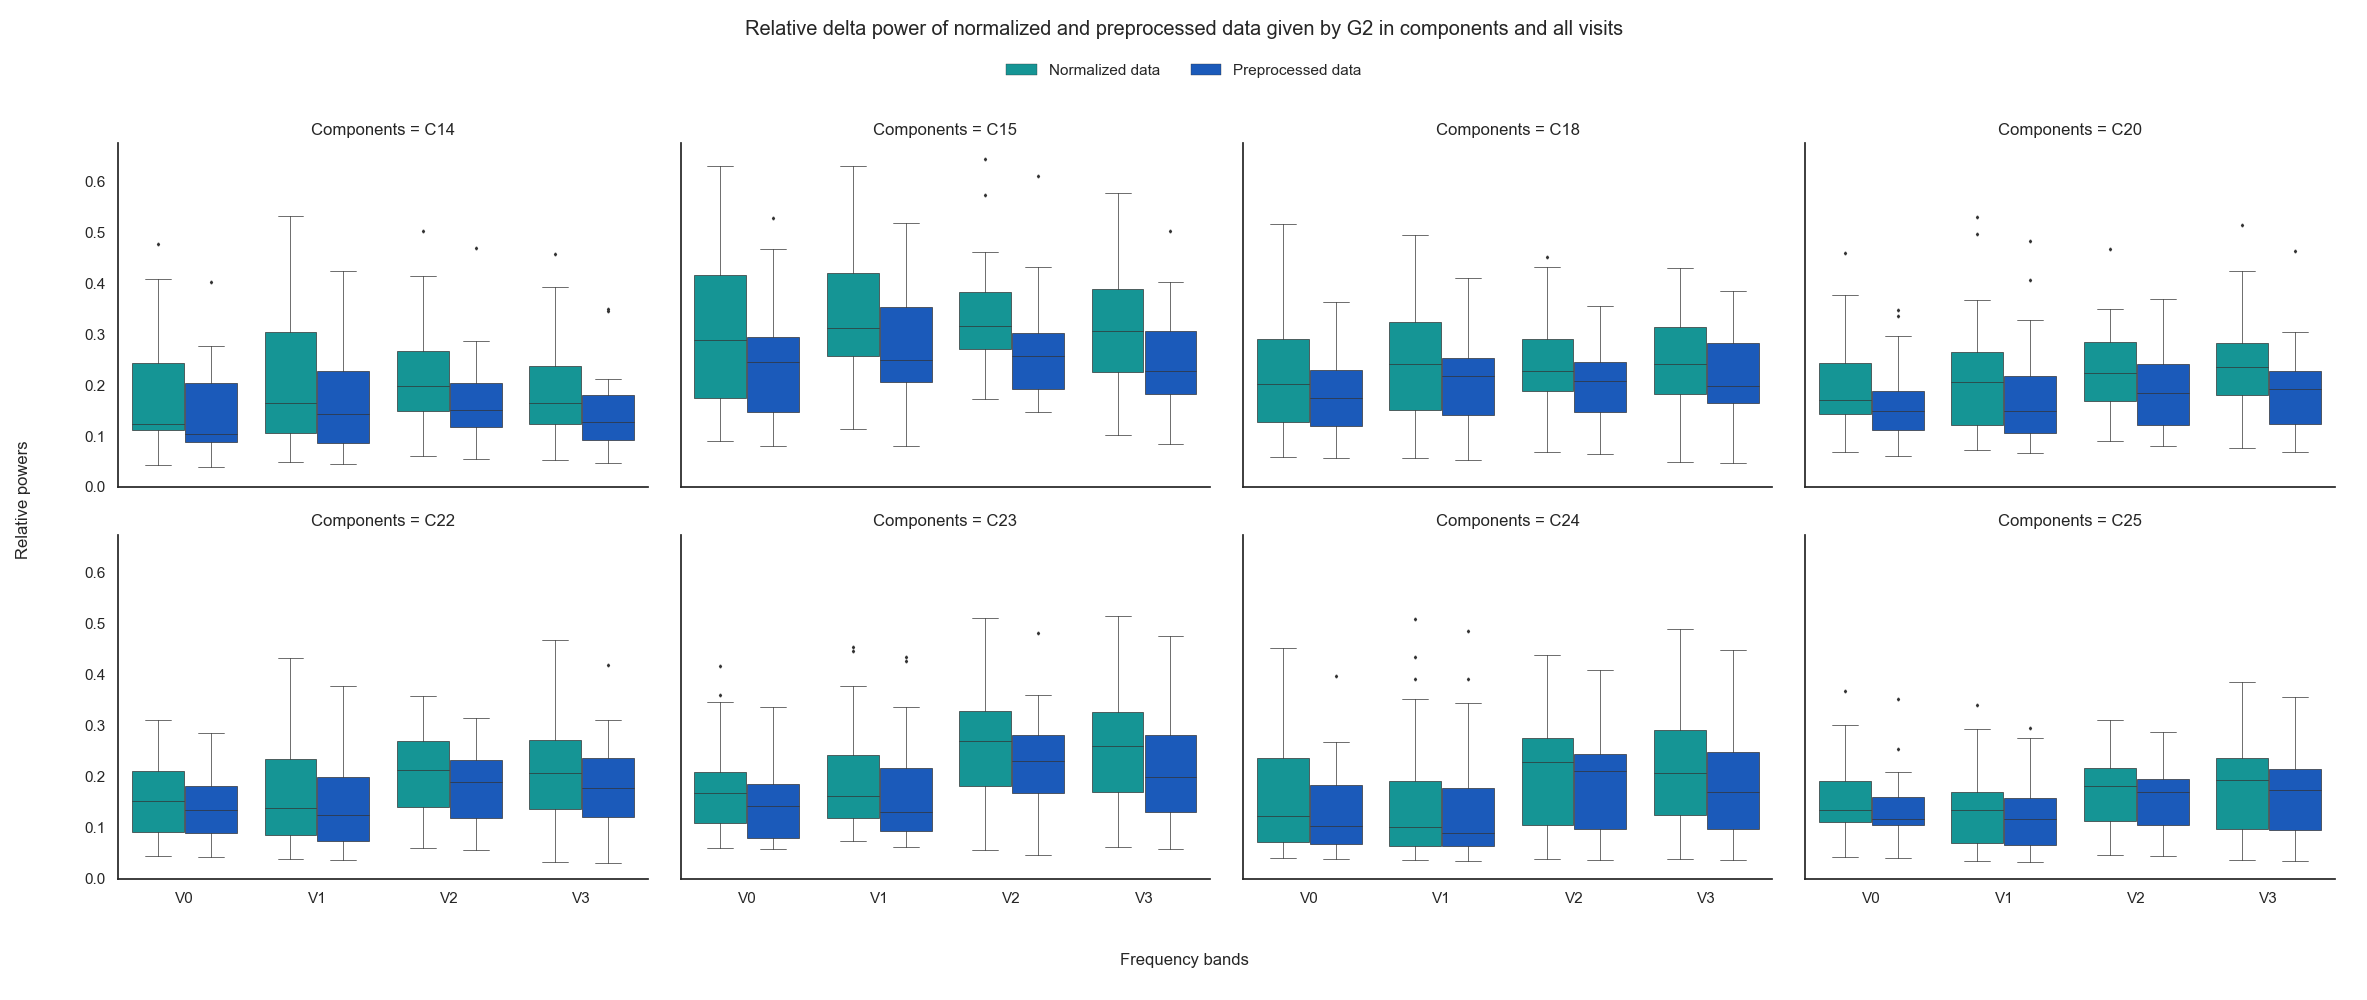 Relative delta power of normalized and preprocessed data given by G2 in components and all visits
Normalized data Preprocessed data
Components = C14 Components = C15 Components = C18 Components = C20
0.6
0.5
0.4
0.3
0.2
0.1
0.0
Relative powers
Components = C22 Components = C23 Components = C24 Components = C25
0.6
0.5
0.4
0.3
0.2
0.1
0.0
V0 V1 V2 V3 V0 V1 V2 V3 V0 V1 V2 V3 V0 V1 V2 V3
Frequency bands